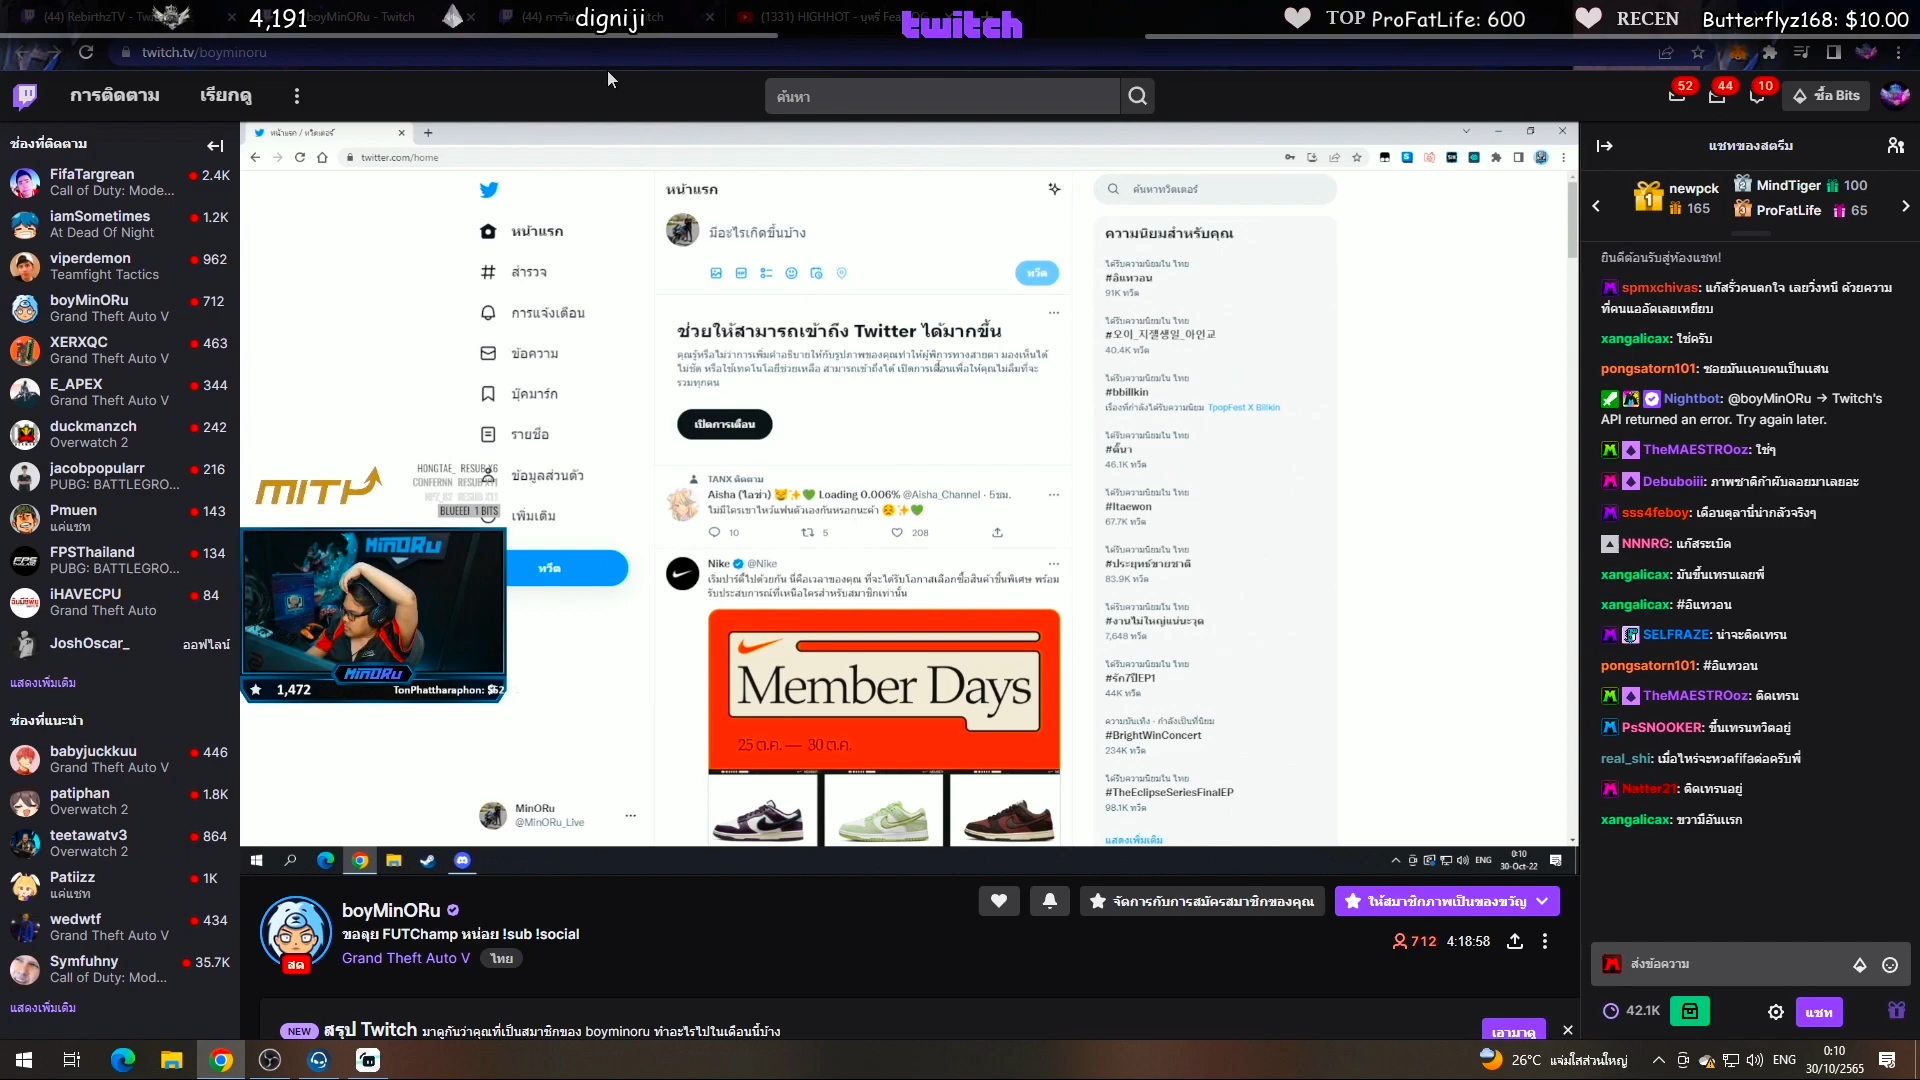 4,191
digniji
twitch
TOP ProFatLife: 600
RECEN Butterflyz168: $10.00
twitch.tv/boyminoru
การติดตาม
เรียกดู
ค้นหา
52
44
10
ซื้อ Bits
ช่องที่ติดตาม
FifaTargrean
2.4K
Call of Duty: Mode...
iamSometimes
1.2K
At Dead Of Night
viperdemon
962
Teamfight Tactics
boyMinORu
712
Grand Theft Auto V
XERXQC
463
Grand Theft Auto V
E_APEX
344
Grand Theft Auto V
duckmanzch
242
Overwatch 2
jacobpopularr
216
PUBG: BATTLEGRO...
Pmuen
143
แค่แชท
FPSThailand
134
PUBG: BATTLEGRO...
iHAVECPU
84
Grand Theft Auto
JoshOscar_
ออฟไลน์
แสดงเพิ่มเติม
ช่องที่แนะนำ
babyjuckkuu
446
Grand Theft Auto V
patiphan
1.8K
Overwatch 2
teetawatv3
864
Overwatch 2
Patiizz
1K
แค่แชท
wedwtf
434
Grand Theft Auto V
Symfuhny
35.7K
Call of Duty: Mod...
แสดงเพิ่มเติม
หน้าแรก / ทวิตเตอร์
twitter.com/home
หน้าแรก
สำรวจ
การแจ้งเตือน
ข้อความ
บุ๊คมาร์ก
รายชื่อ
ข้อมูลส่วนตัว
เพิ่มเติม
ทวีต
MITH
HONGTAE_ RESUB X6
BLUEEEI 1 BITS
MinORu
MinORu
1,472
TonPhattharaphon: $62
MinORu
@MinORu_Live
หน้าแรก
มีอะไรเกิดขึ้นบ้าง
ทวีต
ช่วยให้สามารถเข้าถึง Twitter ได้มากขึ้น
คุณรู้หรือไม่ว่าการเพิ่มคำอธิบายให้กับรูปภาพของคุณทำให้ผู้พิการทางสายตา มองเห็นได้
ไม่ชัด หรือใช้เทคโนโลยีช่วยเหลือ สามารถเข้าถึงได้ เปิดการเตือนเพื่อให้คุณไม่ลืมที่จะ
รวมทุกคน
เปิดการเตือน
TANX ติดตาม
Aisha (ไอช่า) Loading 0.006% @Aisha_Channel · 5ชม.
ไม่มีใครเขาไหว้แฟนตัวเองกันหรอกนะค้า
10
5
208
Nike @Nike
เริ่มปาร์ตี้ไปด้วยกัน นี่คือเวลาของคุณ ที่จะได้รับโอกาสเลือกซื้อสินค้าชิ้นพิเศษ พร้อม
รับประสบการณ์ที่เหนือใครสำหรับสมาชิกเท่านั้น
Member Days
25 ต.ค. — 30 ต.ค.
ค้นหาทวิตเตอร์
ความนิยมสำหรับคุณ
ได้รับความนิยมใน ไทย
#อิแทวอน
91K ทวีต
ได้รับความนิยมใน ไทย
#오이_지젤생일_아인교
40.4K ทวีต
ได้รับความนิยมใน ไทย
#bbillkin
เรื่องที่กำลังได้รับความนิยม TpopFest X Billkin
ได้รับความนิยมใน ไทย
#ติ๊นา
46.1K ทวีต
ได้รับความนิยมใน ไทย
#Itaewon
67.7K ทวีต
ได้รับความนิยมใน ไทย
#ประยุทธ์ขายชาติ
83.9K ทวีต
ได้รับความนิยมใน ไทย
#งานไม่ใหญ่แน่นะวุด
7,648 ทวีต
ได้รับความนิยมใน ไทย
#รัก7ปีEP1
44K ทวีต
ความบันเทิง · กำลังเป็นที่นิยม
#BrightWinConcert
234K ทวีต
ได้รับความนิยมใน ไทย
#TheEclipseSeriesFinalEP
98.1K ทวีต
แสดงเพิ่มเติม
ENG
0:10
30-Oct-22
boyMinORu
ขอตุย FUTChamp หน่อย !sub !social
Grand Theft Auto V
ไทย
สด
จัดการกับการสมัครสมาชิกของคุณ
ให้สมาชิกภาพเป็นของขวัญ
712
4:18:58
NEW สรุป Twitch มาดูกันว่าคุณที่เป็นสมาชิกของ boyminoru ทำอะไรไปในเดือนนี้บ้าง
เอามาดู
แชทของสตรีม
newpck
165
MindTiger 100
ProFatLife 65
ยินดีต้อนรับสู่ห้องแชท!
spmxchivas: แก๊สรั่วคนตกใจ เลยวิ่งหนี ด้วยความ
ที่คนแออัดเลยเหยียบ
xangalicax: ใช่ครับ
pongsatorn101: ซอยมันแคบคนเป็นแสน
Nightbot: @boyMinORu → Twitch's
API returned an error. Try again later.
TheMAESTROoz: ใช่ๆ
Debuboiii: ภาพชาติก้าผับลอยมาเลยอะ
sss4feboy: เดือนตุลานี่น่ากลัวจริงๆ
NNNRG: แก๊สระเบิด
xangalicax: มันขึ้นเทรนเลยพี่
xangalicax: #อิแทวอน
SELFRAZE: น่าจะติดเทรน
pongsatorn101: #อิแทวอน
TheMAESTROoz: ติดเทรน
PsSNOOKER: ขึ้นเทรนทวิตอยู่
real_shi: เมื่อไหร่จะหวดfifaต่อครับพี่
Natter21: ติดเทรนอยู่
xangalicax: ขวามือันแรก
ส่งข้อความ
42.1K
แชท
26°C แจ่มใสส่วนใหญ่
ENG
0:10
30/10/2565